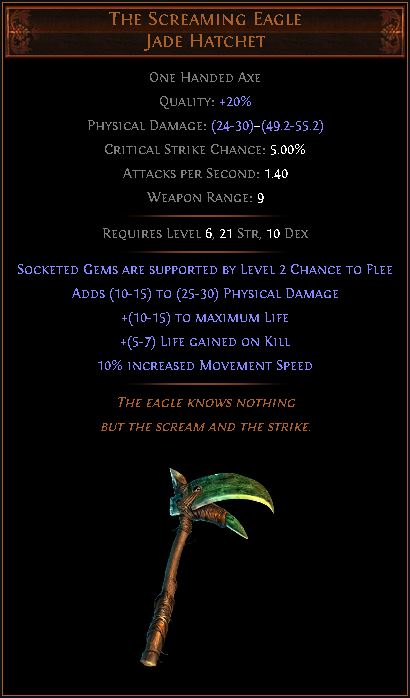 The Screaming Eagle
Jade Hatchet
One Handed Axe
Quality: +20%
Physical Damage: (24-30)–(49.2-55.2)
Critical Strike Chance: 5.00%
Attacks per Second: 1.40
Weapon Range: 9
Requires Level 6, 21 Str, 10 Dex
Socketed Gems are supported by Level 2 Chance to Flee
Adds (10-15) to (25-30) Physical Damage
+(10-15) to maximum Life
+(5-7) Life gained on Kill
10% increased Movement Speed
The eagle knows nothing
but the scream and the strike.